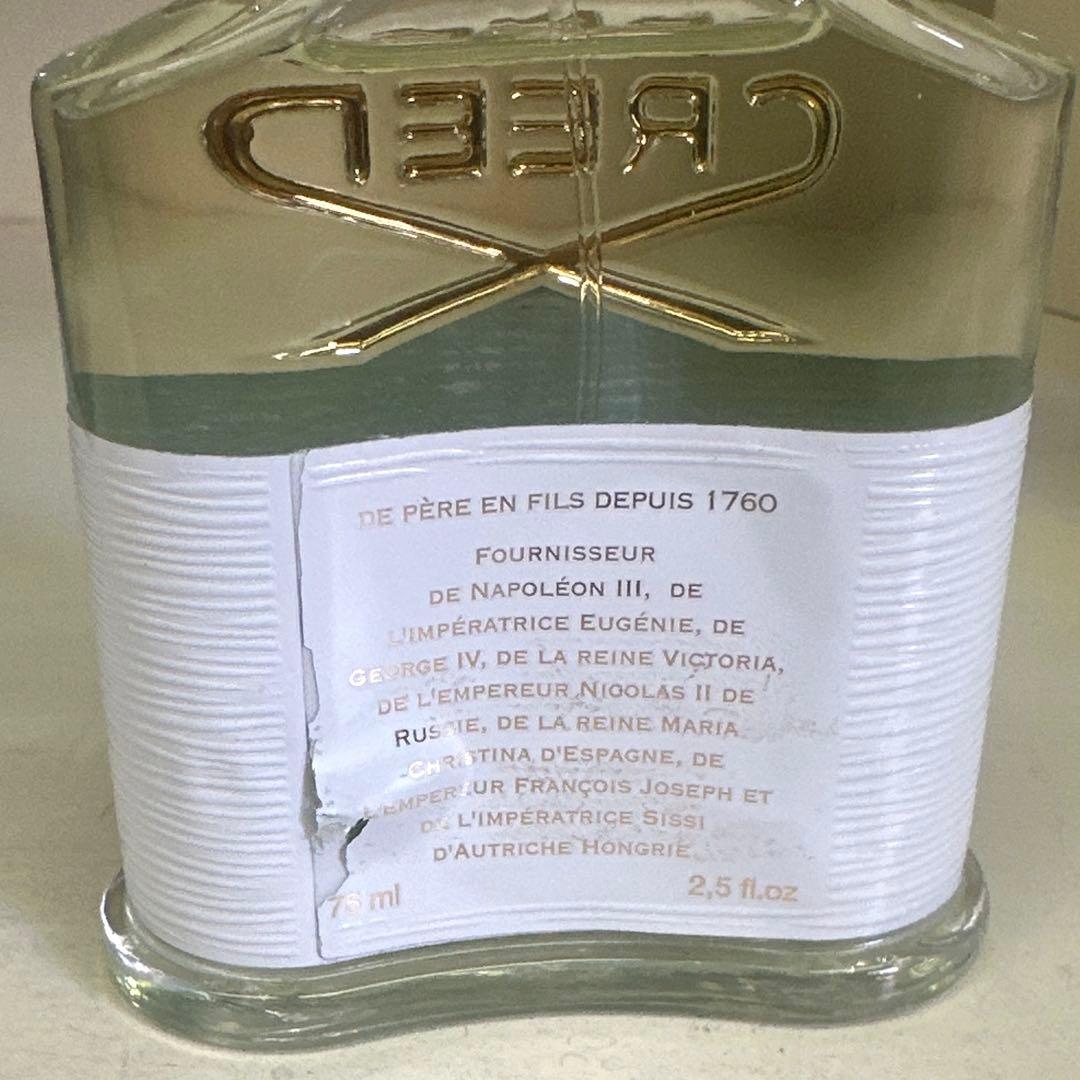 CREED
DE PÈRE EN FILS DEPUIS 1760
FOURNISSEUR
DE NAPOLÉON III, DE
L'IMPÉRATRICE EUGÉNIE, DE
GEORGE IV, DE LA REINE VICTORIA,
DE L'EMPEREUR NICOLAS II DE
RUSSIE, DE LA REINE MARIA
CHRISTINA D'ESPAGNE, DE
L'EMPEREUR FRANÇOIS JOSEPH ET
DE L'IMPÉRATRICE SISSI
D'AUTRICHE HONGRIE
75 ml 2,5 fl.oz